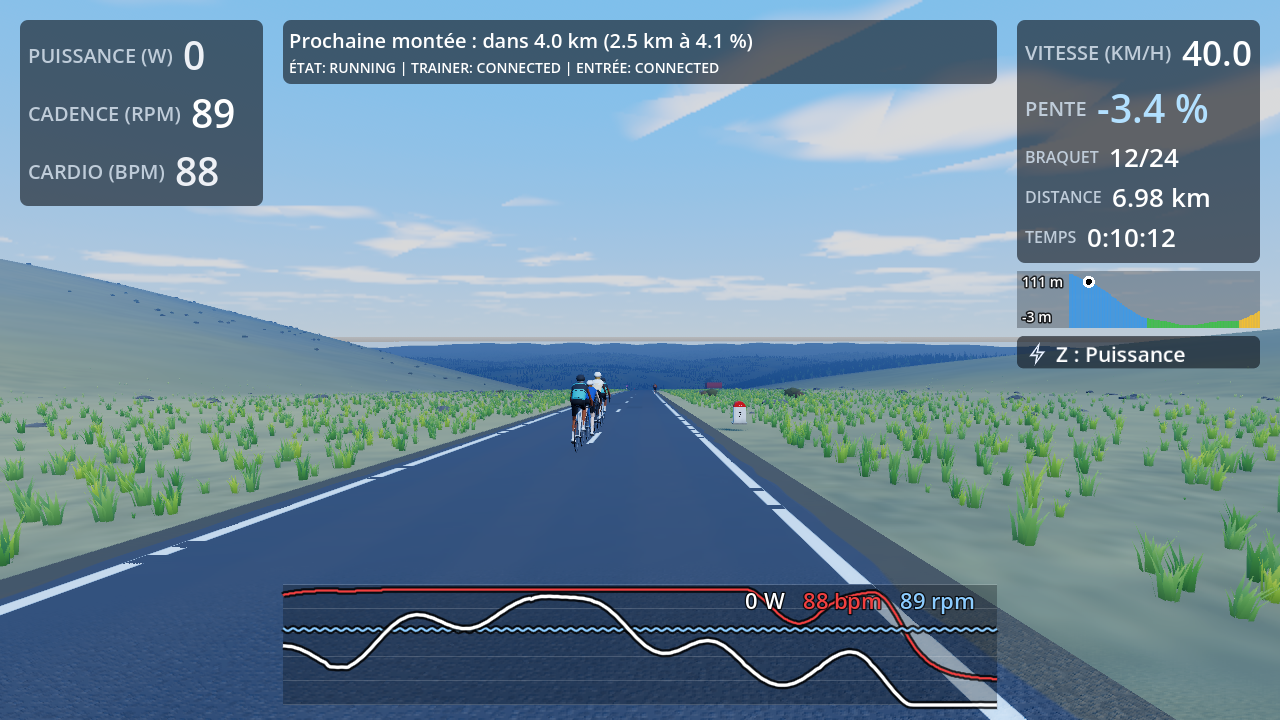 PUISSANCE (W) 0
CADENCE (RPM) 89
CARDIO (BPM) 88
Prochaine montée : dans 4.0 km (2.5 km à 4.1 %)
ÉTAT: RUNNING | TRAINER: CONNECTED | ENTRÉE: CONNECTED
VITESSE (KM/H) 40.0
PENTE -3.4 %
BRAQUET 12/24
DISTANCE 6.98 km
TEMPS 0:10:12
111 m
-3 m
Z : Puissance
7
0 W 88 bpm 89 rpm